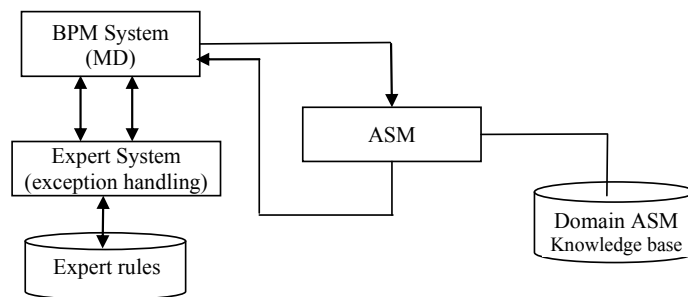 BPM System
(MD)
ASM
Expert System
(exception handling)
Domain ASM
Knowledge base
Expert rules